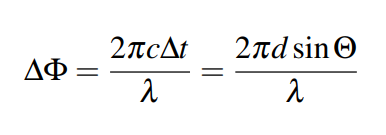 ΔΦ = 2πcΔt / λ = 2πd sin Θ / λ